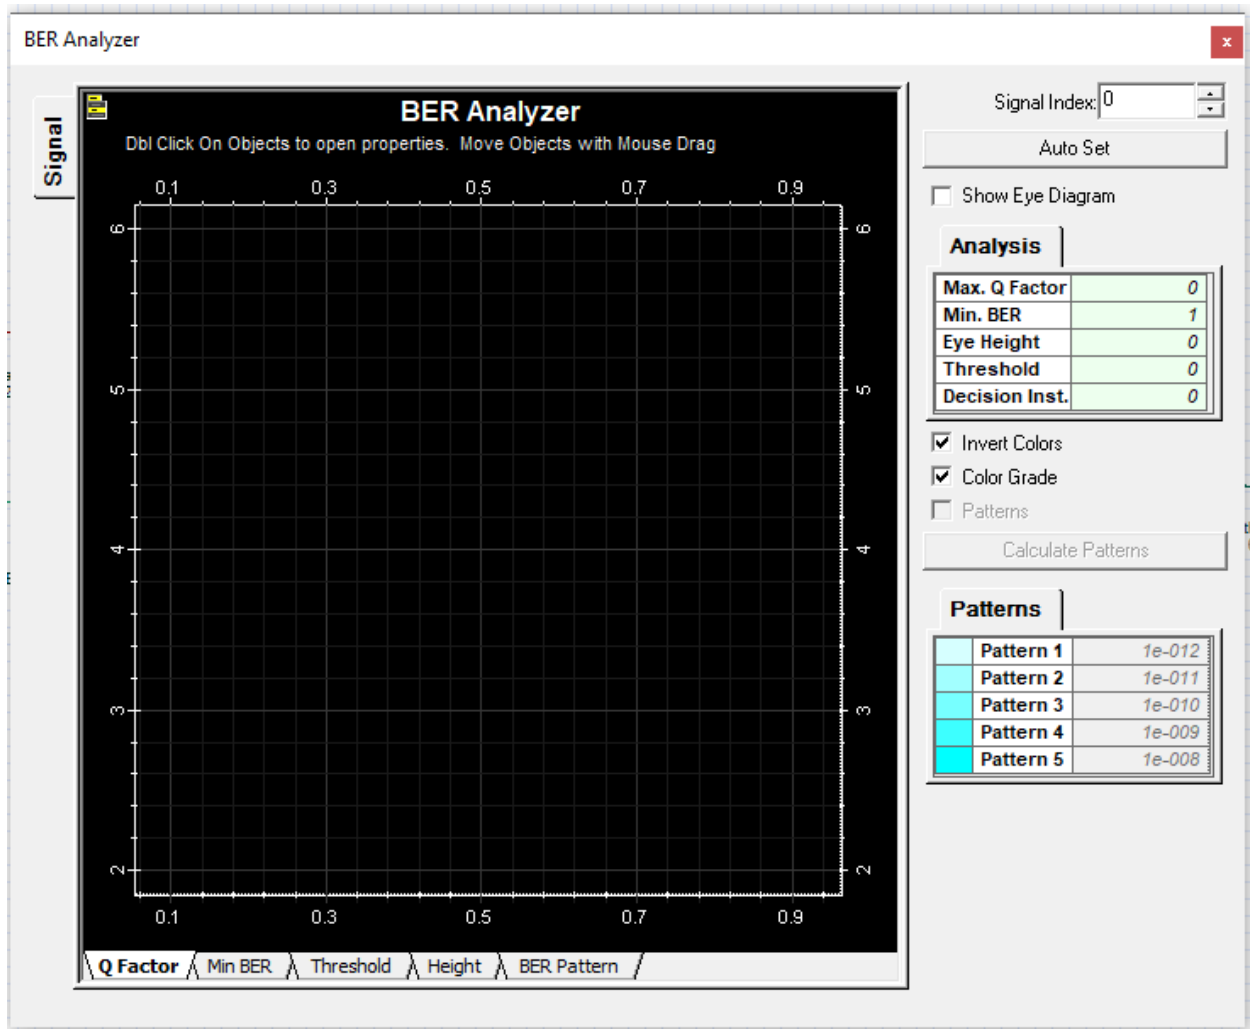 BER Analyzer
x
Signal
BER Analyzer
Dbl Click On Objects to open properties. Move Objects with Mouse Drag
0.1 0.3 0.5 0.7 0.9
6 6
5 5
4 4
3 3
2 2
0.1 0.3 0.5 0.7 0.9
Q Factor Min BER Threshold Height BER Pattern
Signal Index: 0
Auto Set
Show Eye Diagram
Analysis
Max. Q Factor 0
Min. BER 1
Eye Height 0
Threshold 0
Decision Inst. 0
Invert Colors
Color Grade
Patterns
Calculate Patterns
Patterns
Pattern 1 1e-012
Pattern 2 1e-011
Pattern 3 1e-010
Pattern 4 1e-009
Pattern 5 1e-008